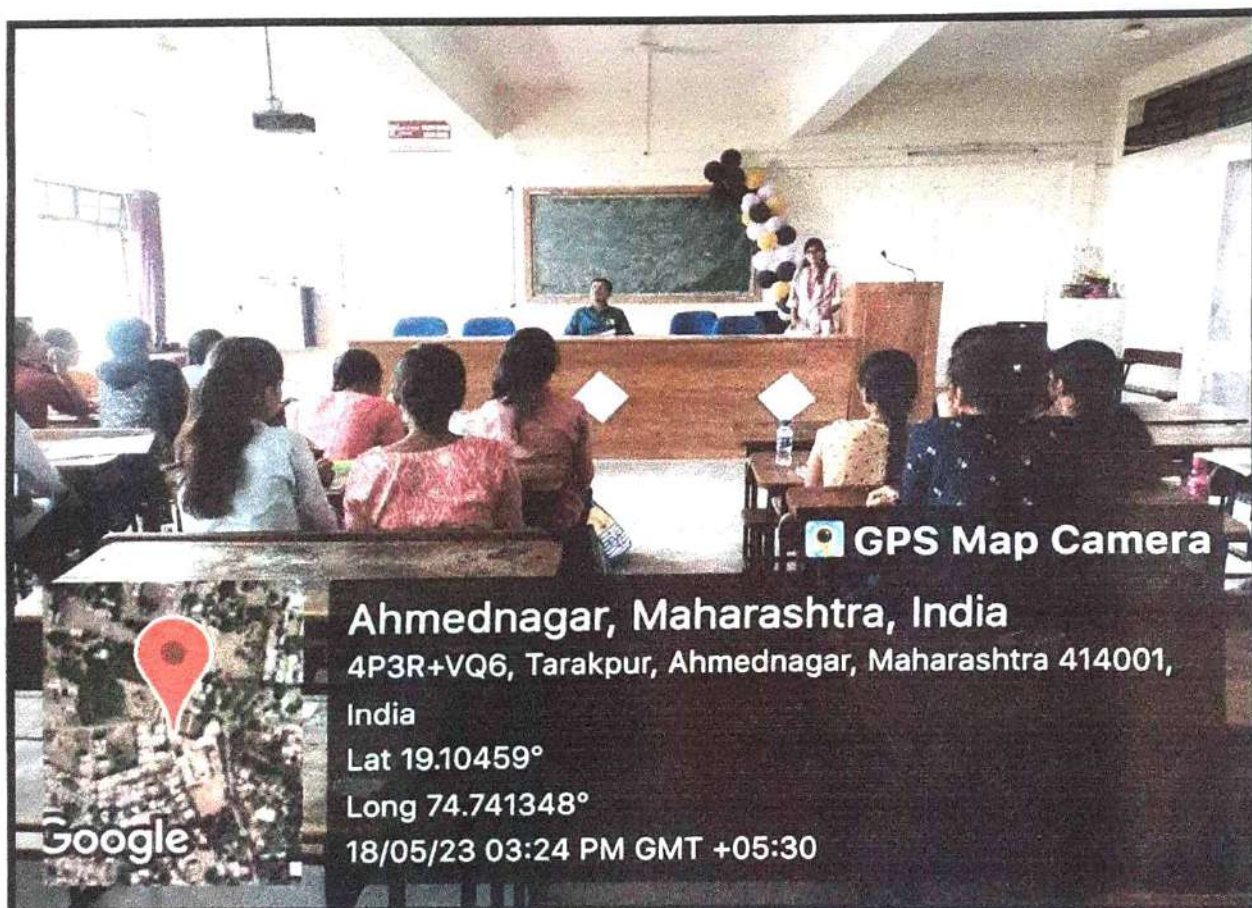 GPS Map Camera
Ahmednagar, Maharashtra, India
4P3R+VQ6, Tarakpur, Ahmednagar, Maharashtra 414001,
India
Lat 19.10459°
Long 74.741348°
18/05/23 03:24 PM GMT +05:30
Google